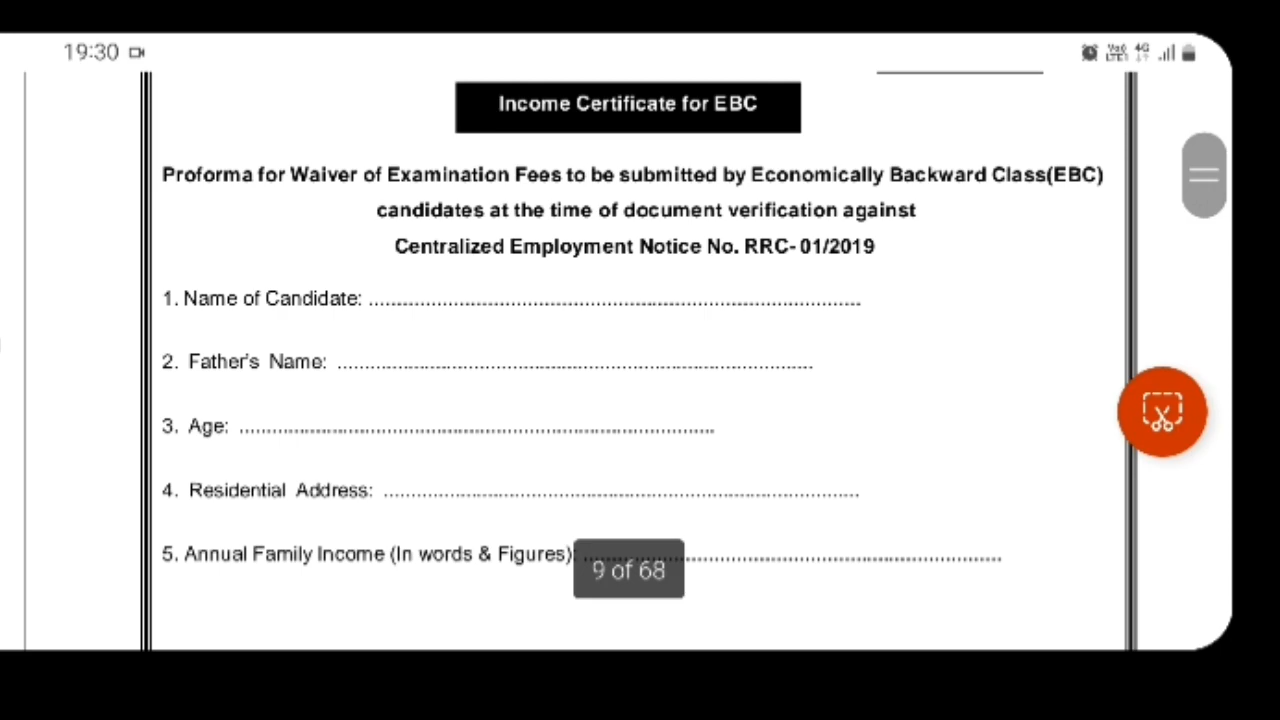 19:30
Vo) 4G
LTE1
Income Certificate for EBC
Proforma for Waiver of Examination Fees to be submitted by Economically Backward Class(EBC)
candidates at the time of document verification against
Centralized Employment Notice No. RRC- 01/2019
1. Name of Candidate: ................................................................................
2. Father's Name: ................................................................................
3. Age: ................................................................................
4. Residential Address: ................................................................................
5. Annual Family Income (In words & Figures): ................................................................................
9 of 68